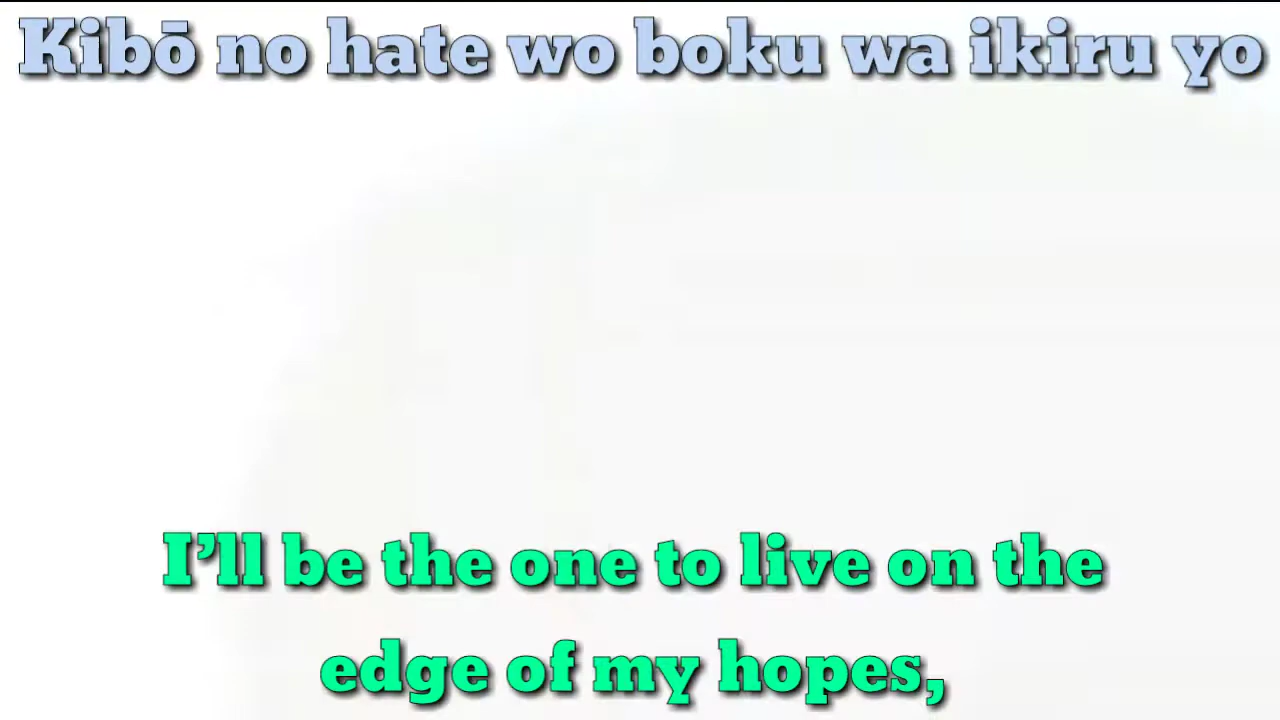 Kibō no hate wo boku wa ikiru yo
I’ll be the one to live on the
edge of my hopes,